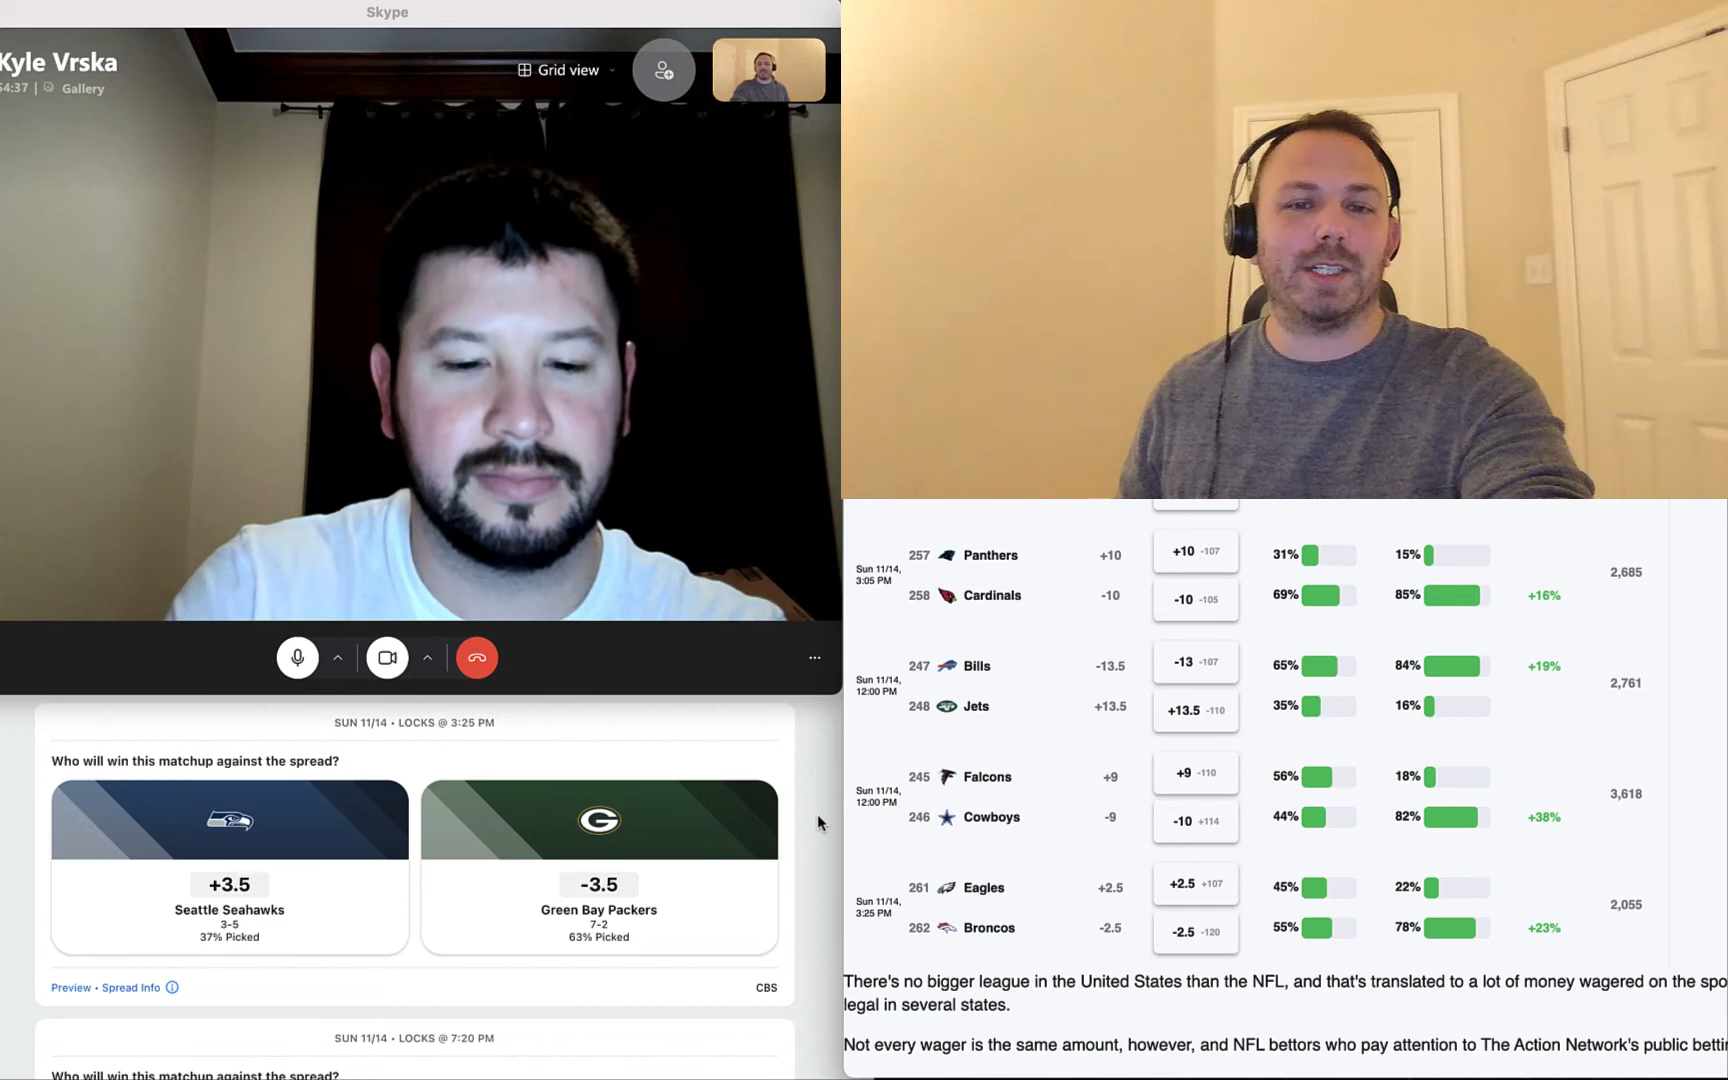 Skype
Kyle Vrska
54:37 | Gallery
Grid view
SUN 11/14 • LOCKS @ 3:25 PM
Who will win this matchup against the spread?
+3.5
Seattle Seahawks
3-5
37% Picked
G
-3.5
Green Bay Packers
7-2
63% Picked
Preview • Spread Info
CBS
SUN 11/14 • LOCKS @ 7:20 PM
Who will win this matchup against the spread?
Sun 11/14,
3:05 PM
257 Panthers +10 +10 -107 31% 15%
258 Cardinals -10 -10 -105 69% 85% +16%
2,685
Sun 11/14,
12:00 PM
247 Bills -13.5 -13 -107 65% 84% +19%
248 Jets +13.5 +13.5 -110 35% 16%
2,761
Sun 11/14,
12:00 PM
245 Falcons +9 +9 -110 56% 18%
246 Cowboys -9 -10 +114 44% 82% +38%
3,618
Sun 11/14,
3:25 PM
261 Eagles +2.5 +2.5 +107 45% 22%
262 Broncos -2.5 -2.5 -120 55% 78% +23%
2,055
There's no bigger league in the United States than the NFL, and that's translated to a lot of money wagered on the spo
legal in several states.
Not every wager is the same amount, however, and NFL bettors who pay attention to The Action Network's public betti